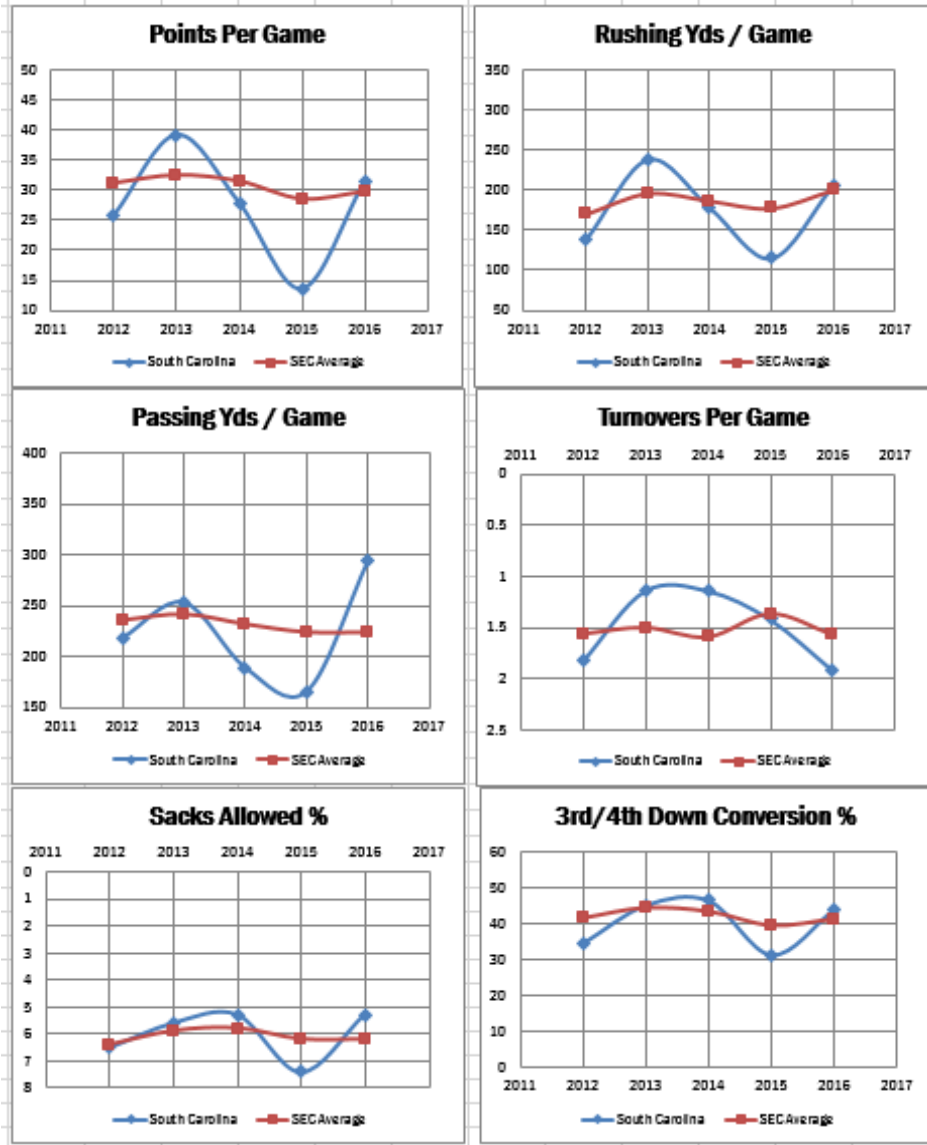 Points Per Game
50
45
40
35
30
25
20
15
10
2011 2012 2013 2014 2015 2016 2017
South Carolina SEC Average
Rushing Yds / Game
350
300
250
200
150
100
50
2011 2012 2013 2014 2015 2016 2017
South Carolina SEC Average
Passing Yds / Game
400
350
300
250
200
150
2011 2012 2013 2014 2015 2016 2017
South Carolina SEC Average
Turnovers Per Game
2011 2012 2013 2014 2015 2016 2017
0
0.5
1
1.5
2
2.5
South Carolina SEC Average
Sacks Allowed %
2011 2012 2013 2014 2015 2016 2017
0
1
2
3
4
5
6
7
8
South Carolina SEC Average
3rd/4th Down Conversion %
60
50
40
30
20
10
0
2011 2012 2013 2014 2015 2016 2017
South Carolina SEC Average